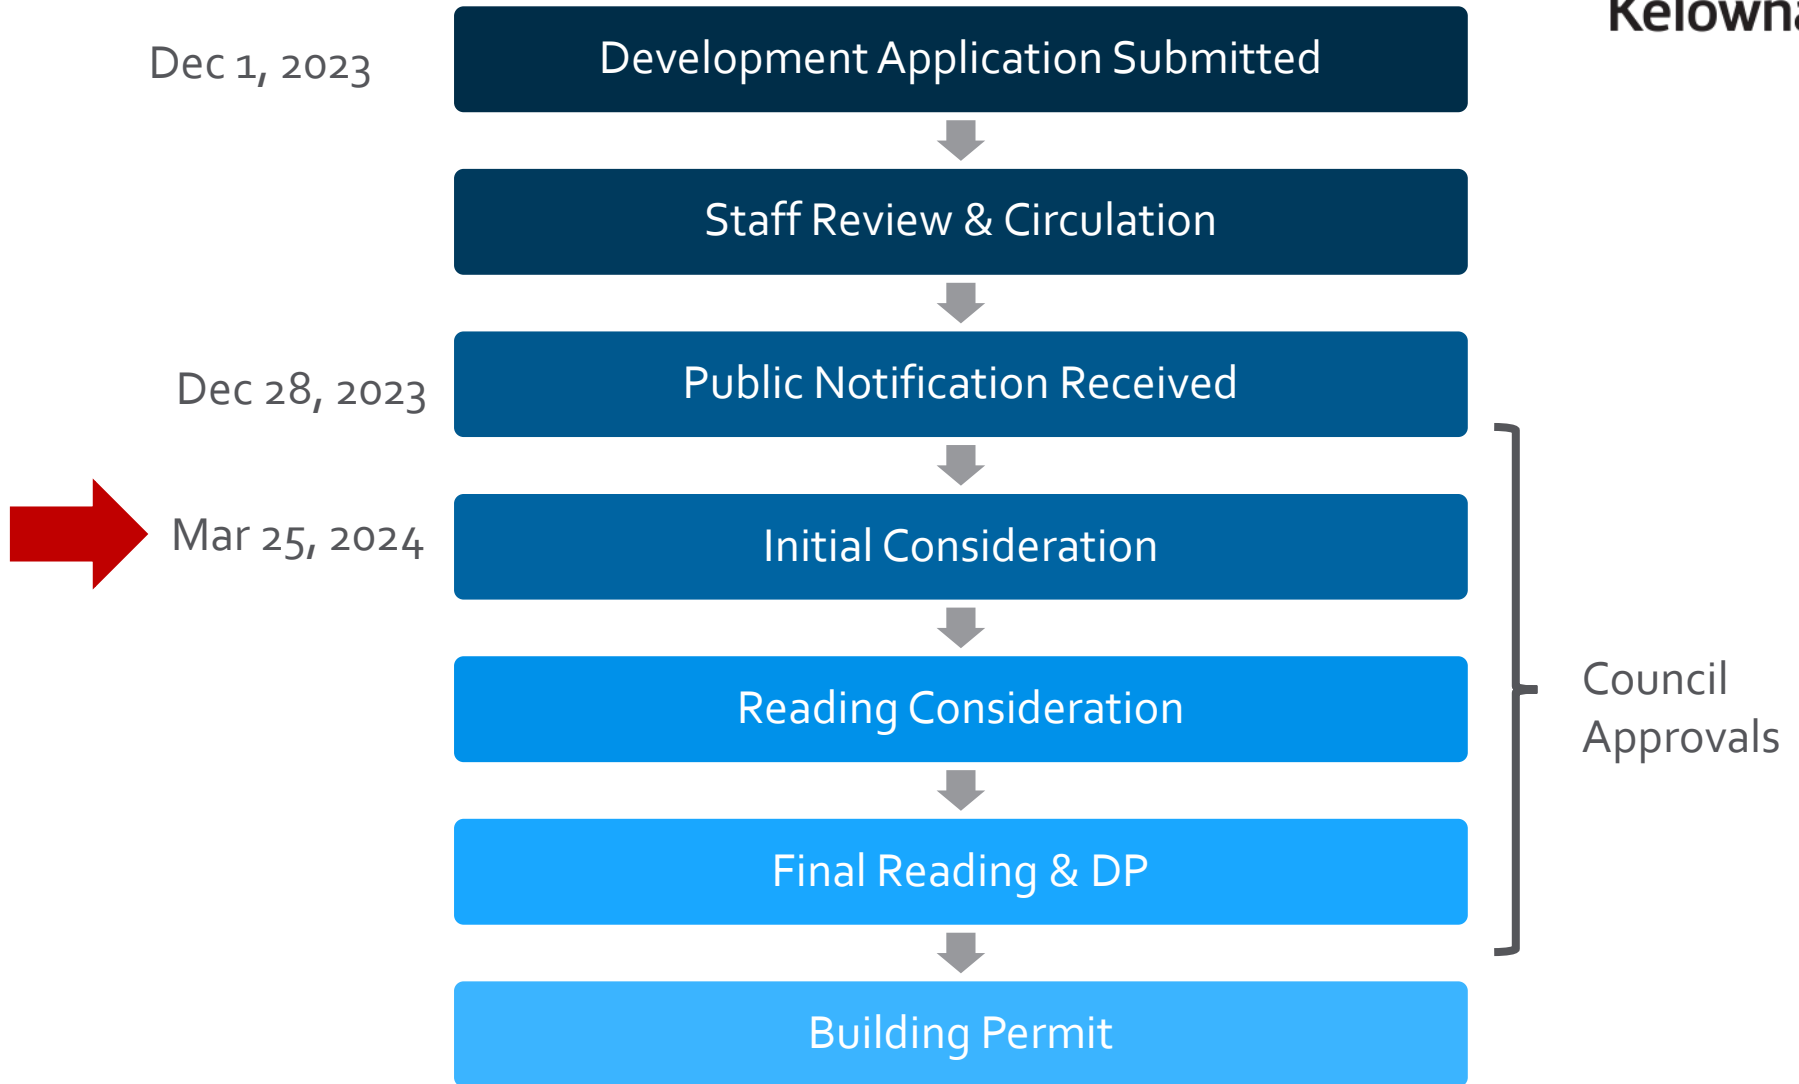 Kelowna
Dec 1, 2023
Development Application Submitted
Staff Review & Circulation
Dec 28, 2023
Public Notification Received
Mar 25, 2024
Initial Consideration
Reading Consideration
Council
Approvals
Final Reading & DP
Building Permit